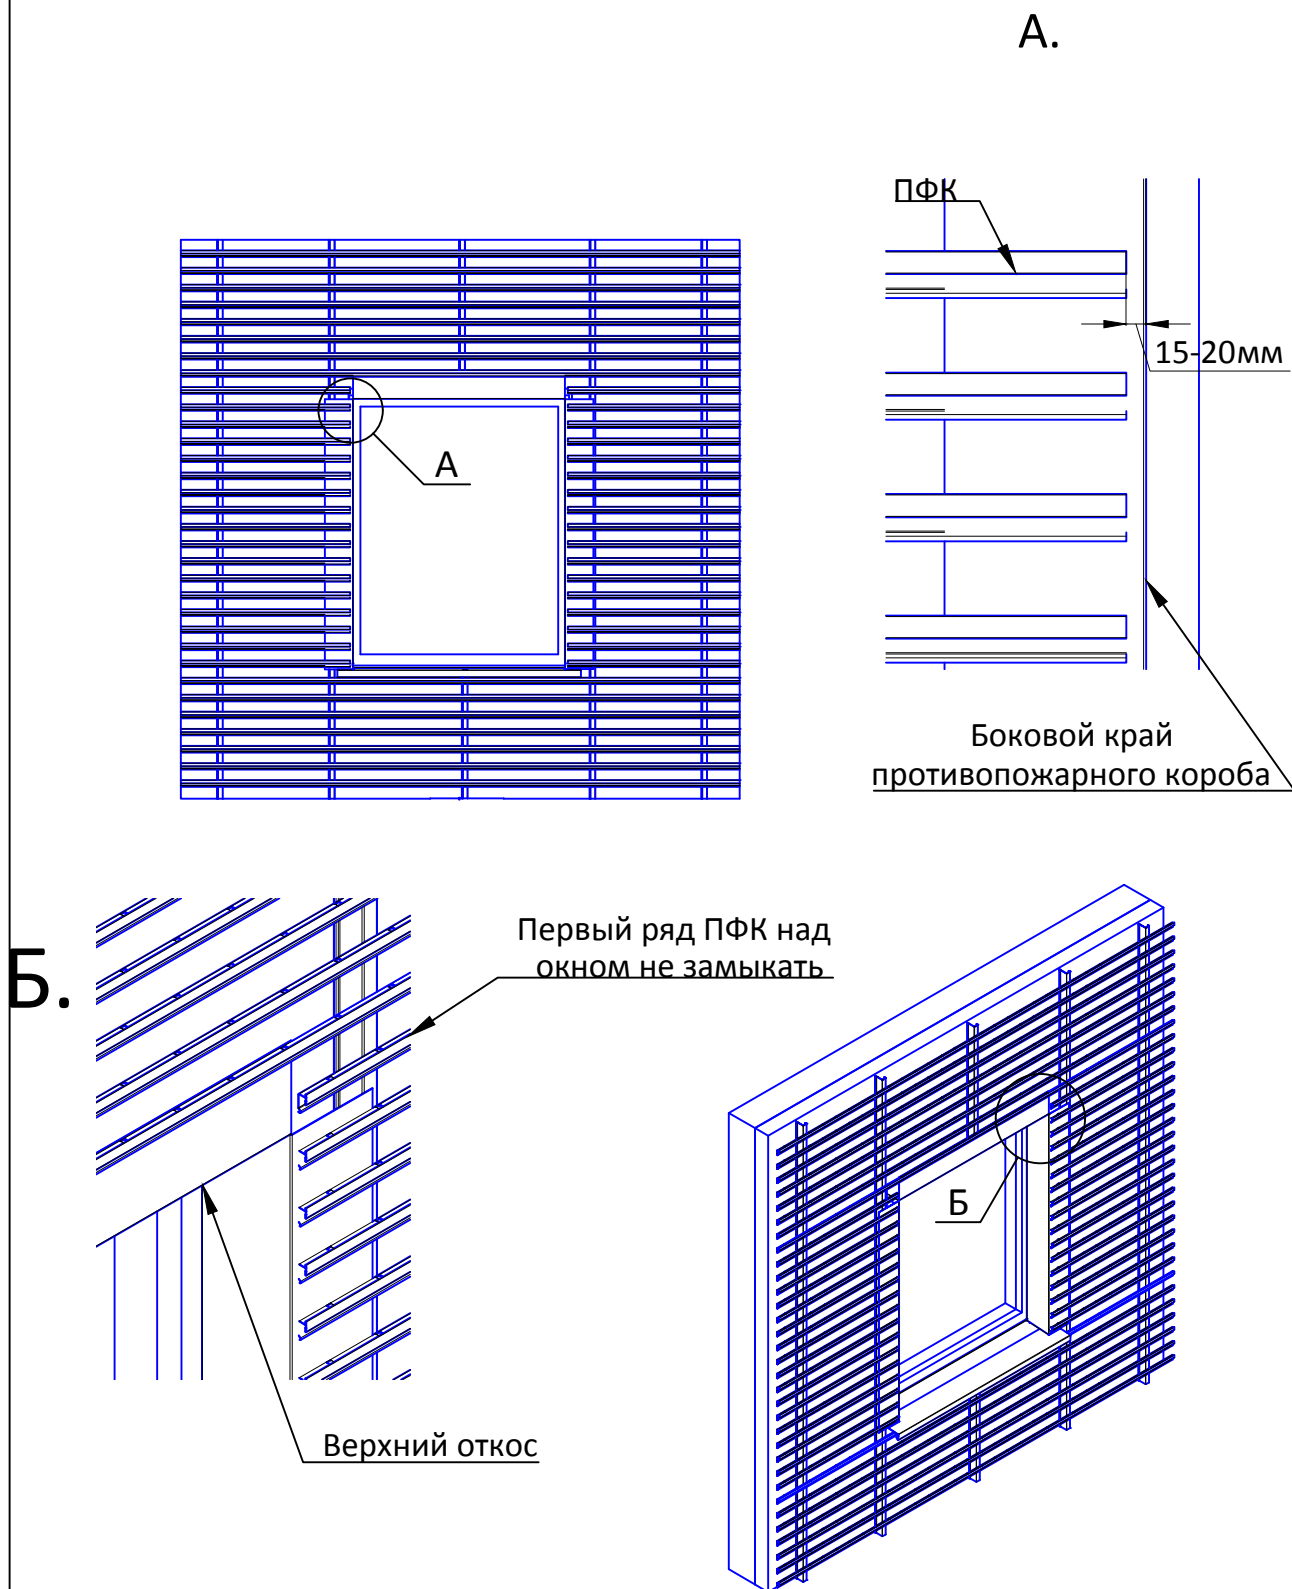 А.
ПФК
15-20мм
А
Боковой край
противопожарного короба
Б.
Первый ряд ПФК над
окном не замыкать
Б
Верхний откос